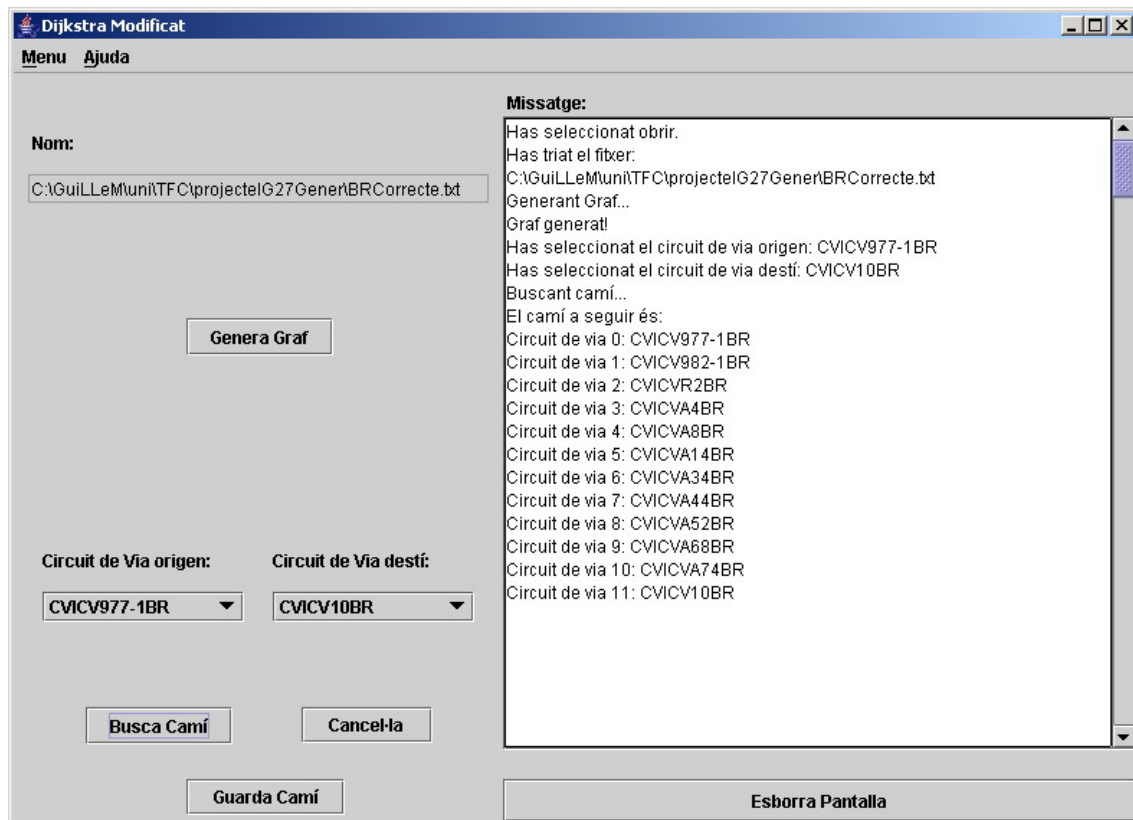 Dijkstra Modificat
Menu Ajuda
Nom:
C:\GuiLLeM\uni\TFC\projecteIG27Gener\BRCorrecte.txt
Genera Graf
Circuit de Via origen: Circuit de Via destí:
CVICV977-1BR CVICV10BR
Busca Camí Cancel·la
Guarda Camí
Missatge:
Has seleccionat obrir.
Has triat el fitxer:
C:\GuiLLeM\uni\TFC\projecteIG27Gener\BRCorrecte.txt
Generant Graf...
Graf generat!
Has seleccionat el circuit de via origen: CVICV977-1BR
Has seleccionat el circuit de via destí: CVICV10BR
Buscant camí...
El camí a seguir és:
Circuit de via 0: CVICV977-1BR
Circuit de via 1: CVICV982-1BR
Circuit de via 2: CVICVR2BR
Circuit de via 3: CVICVA4BR
Circuit de via 4: CVICVA8BR
Circuit de via 5: CVICVA14BR
Circuit de via 6: CVICVA34BR
Circuit de via 7: CVICVA44BR
Circuit de via 8: CVICVA52BR
Circuit de via 9: CVICVA68BR
Circuit de via 10: CVICVA74BR
Circuit de via 11: CVICV10BR
Esborra Pantalla